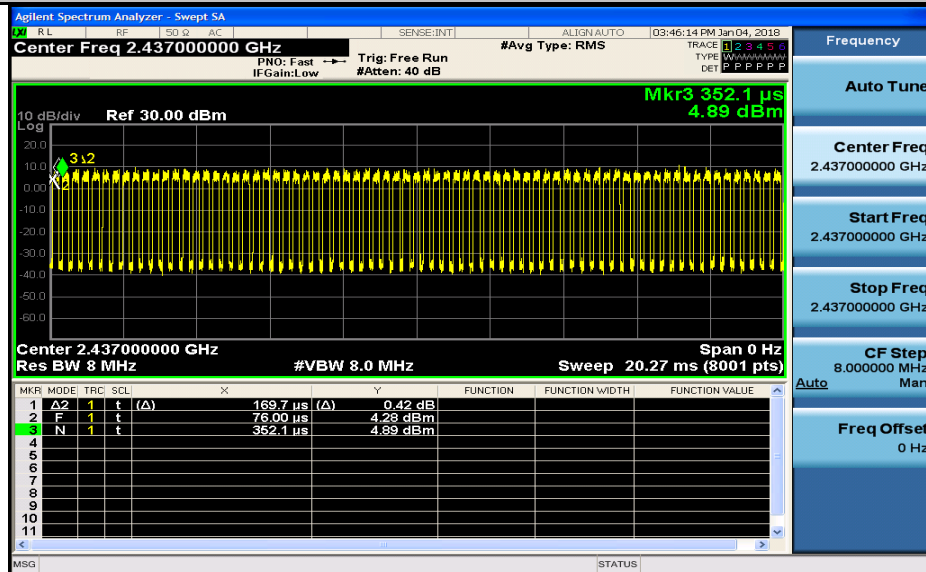 Agilent Spectrum Analyzer - Swept SA
LXI RL RF 50 Ω AC SENSE:INT ALIGN AUTO 03:46:14 PM Jan 04, 2018
Center Freq 2.437000000 GHz
PNO: Fast
IFGain:Low
Trig: Free Run
#Atten: 40 dB
#Avg Type: RMS
TRACE 1 2 3 4 5 6
TYPE WWWWWW
DET P P P P P P
Mkr3 352.1 µs
4.89 dBm
10 dB/div Ref 30.00 dBm
Log
20.0
10.0
0.00
-10.0
-20.0
-30.0
-40.0
-50.0
-60.0
3 2
2
Center 2.437000000 GHz Span 0 Hz
Res BW 8 MHz #VBW 8.0 MHz Sweep 20.27 ms (8001 pts)
MKR MODE TRC SCL X Y FUNCTION FUNCTION WIDTH FUNCTION VALUE
1 Δ2 1 t (Δ) 169.7 µs (Δ) 0.42 dB
2 F 1 t 76.00 µs 4.28 dBm
3 N 1 t 352.1 µs 4.89 dBm
4
5
6
7
8
9
10
11
MSG STATUS
Frequency
Auto Tune
Center Freq
2.437000000 GHz
Start Freq
2.437000000 GHz
Stop Freq
2.437000000 GHz
CF Step
8.000000 MHz
Auto Man
Freq Offset
0 Hz